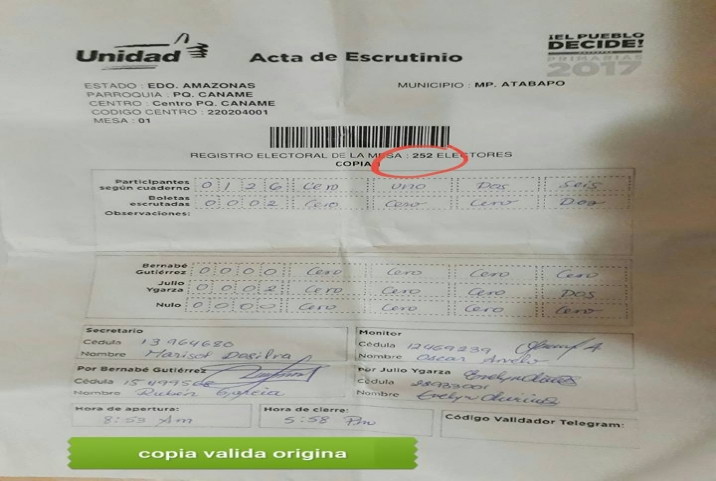 Unidad
Acta de Escrutinio
¡EL PUEBLO
DECIDE!
PRIMARIAS
2017
ESTADO : EDO. AMAZONAS
MUNICIPIO : MP. ATABAPO
PARROQUIA : PQ. CANAME
CENTRO : Centro PQ. CANAME
CODIGO CENTRO : 220204001
MESA : 01
REGISTRO ELECTORAL DE LA MESA : 252 ELECTORES
COPIA
Participantes según cuaderno 0 1 2 6 Cero uno Dos Seis
Boletas escrutadas 0 0 0 2 Cero Cero Cero Dos
Observaciones:
Bernabé Gutiérrez 0 0 0 0 Cero Cero Cero Cero
Julio Ygarza 0 0 0 2 Cero Cero Cero Dos
Nulo 0 0 0 0 Cero Cero Cero Cero
Secretario
Cédula 13964680
Nombre Marisol Dasilva
Monitor
Cédula 12469239
Nombre Oscar
Por Bernabé Gutiérrez
Cédula
Nombre Rubén García
Por Julio Ygarza
Cédula
Nombre Evelyn
Hora de apertura:
8:53 Am
Hora de cierre:
5:58 Pm
Código Validador Telegram:
copia valida origina